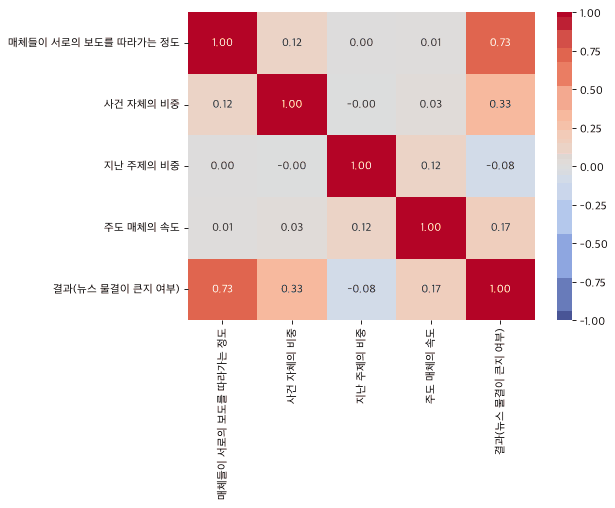 매체들이 서로의 보도를 따라가는 정도
1.00 0.12 0.00 0.01 0.73
사건 자체의 비중
0.12 1.00 -0.00 0.03 0.33
지난 주제의 비중
0.00 -0.00 1.00 0.12 -0.08
주도 매체의 속도
0.01 0.03 0.12 1.00 0.17
결과(뉴스 물결이 큰지 여부)
0.73 0.33 -0.08 0.17 1.00
매체들이 서로의 보도를 따라가는 정도
사건 자체의 비중
지난 주제의 비중
주도 매체의 속도
결과(뉴스 물결이 큰지 여부)
1.00
0.75
0.50
0.25
0.00
-0.25
-0.50
-0.75
-1.00